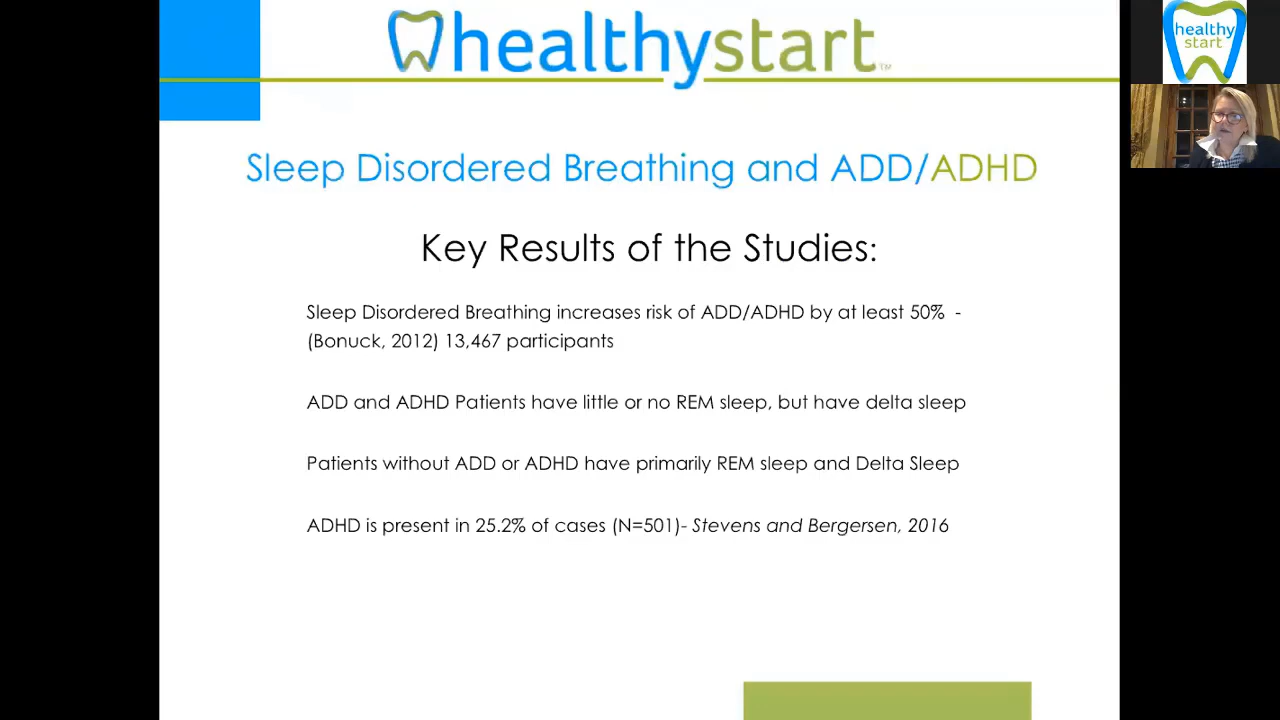 healthystart™
healthy
start
Sleep Disordered Breathing and ADD/ADHD
Key Results of the Studies:
Sleep Disordered Breathing increases risk of ADD/ADHD by at least 50%  -
(Bonuck, 2012) 13,467 participants
ADD and ADHD Patients have little or no REM sleep, but have delta sleep
Patients without ADD or ADHD have primarily REM sleep and Delta Sleep
ADHD is present in 25.2% of cases (N=501)- Stevens and Bergersen, 2016